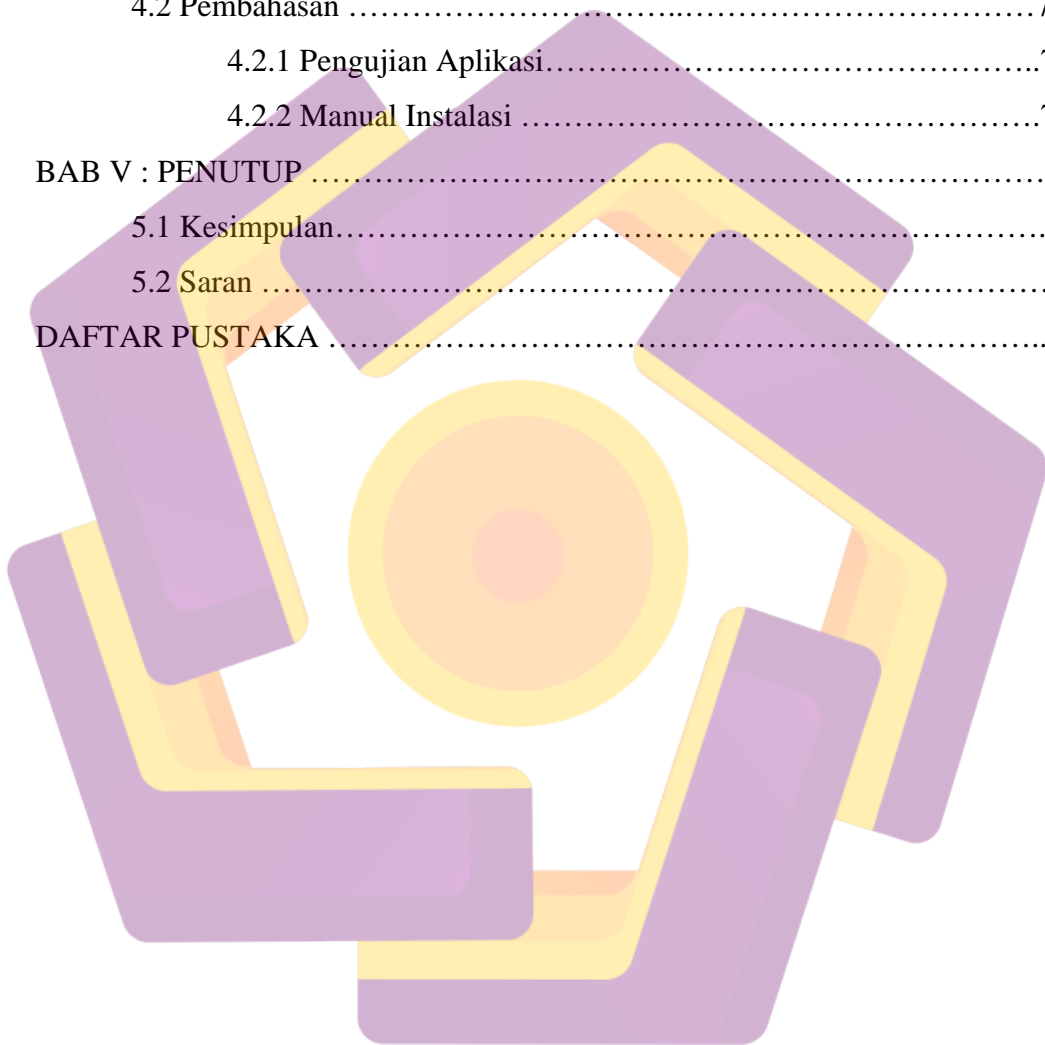 4.2 Pembahasan ……………………………..……………………………
4.2.1 Pengujian Aplikasi…………………………………………..
4.2.2 Manual Instalasi …………………………………………….
BAB V : PENUTUP ………………………………………………………………….
5.1 Kesimpulan……………………………………………………………..
5.2 Saran …………………………………………………………………….
DAFTAR PUSTAKA ………………………………………………………………..